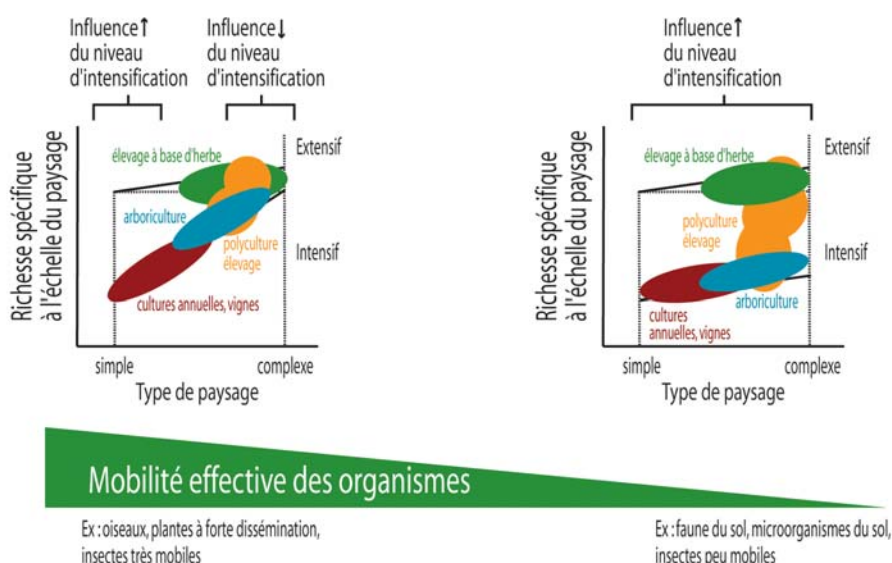 Influence↑
du niveau
d'intensification
Influence↓
du niveau
d'intensification
Richesse spécifique
à l'échelle du paysage
élevage à base d'herbe
arboriculture
polyculture
élevage
cultures annuelles, vignes
Extensif
Intensif
simple
complexe
Type de paysage
Influence↑
du niveau
d'intensification
Richesse spécifique
à l'échelle du paysage
élevage à base d'herbe
polyculture
élevage
arboriculture
cultures
annuelles, vignes
Extensif
Intensif
simple
complexe
Type de paysage
Mobilité effective des organismes
Ex : oiseaux, plantes à forte dissémination,
insectes très mobiles
Ex : faune du sol, microorganismes du sol,
insectes peu mobiles